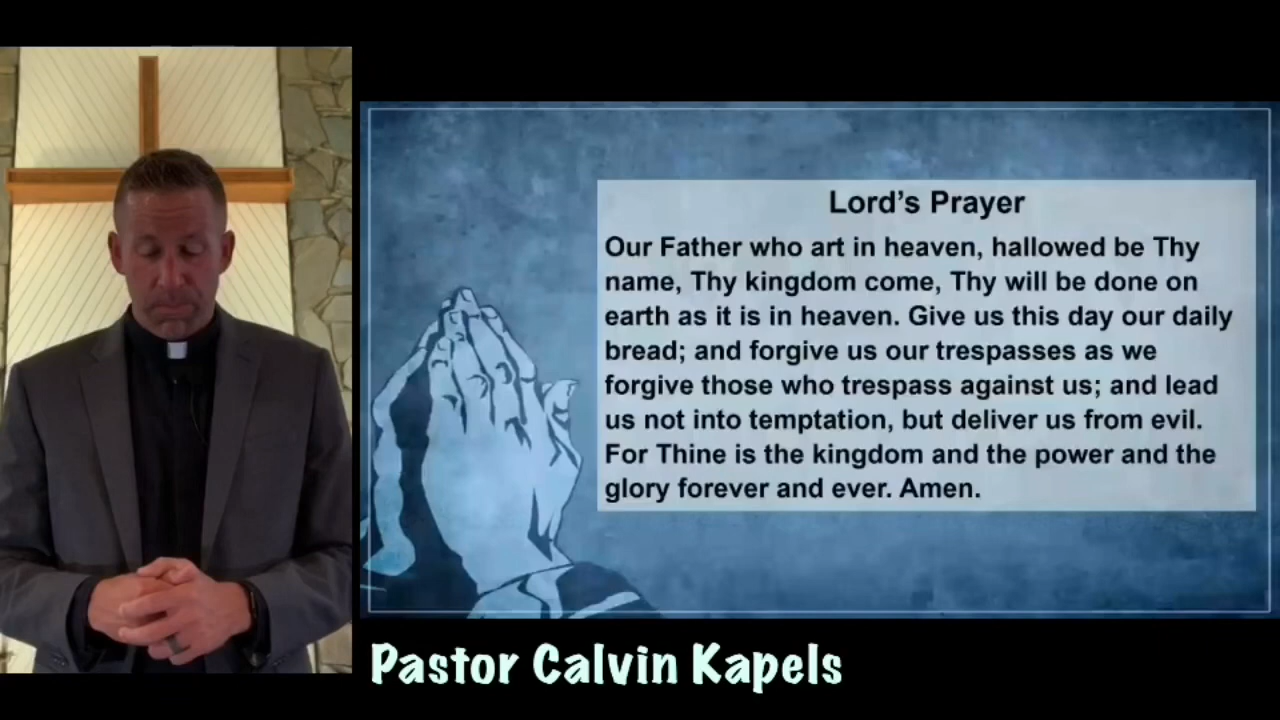 Lord's Prayer
Our Father who art in heaven, hallowed be Thy
name, Thy kingdom come, Thy will be done on
earth as it is in heaven. Give us this day our daily
bread; and forgive us our trespasses as we
forgive those who trespass against us; and lead
us not into temptation, but deliver us from evil.
For Thine is the kingdom and the power and the
glory forever and ever. Amen.
Pastor Calvin Kapels